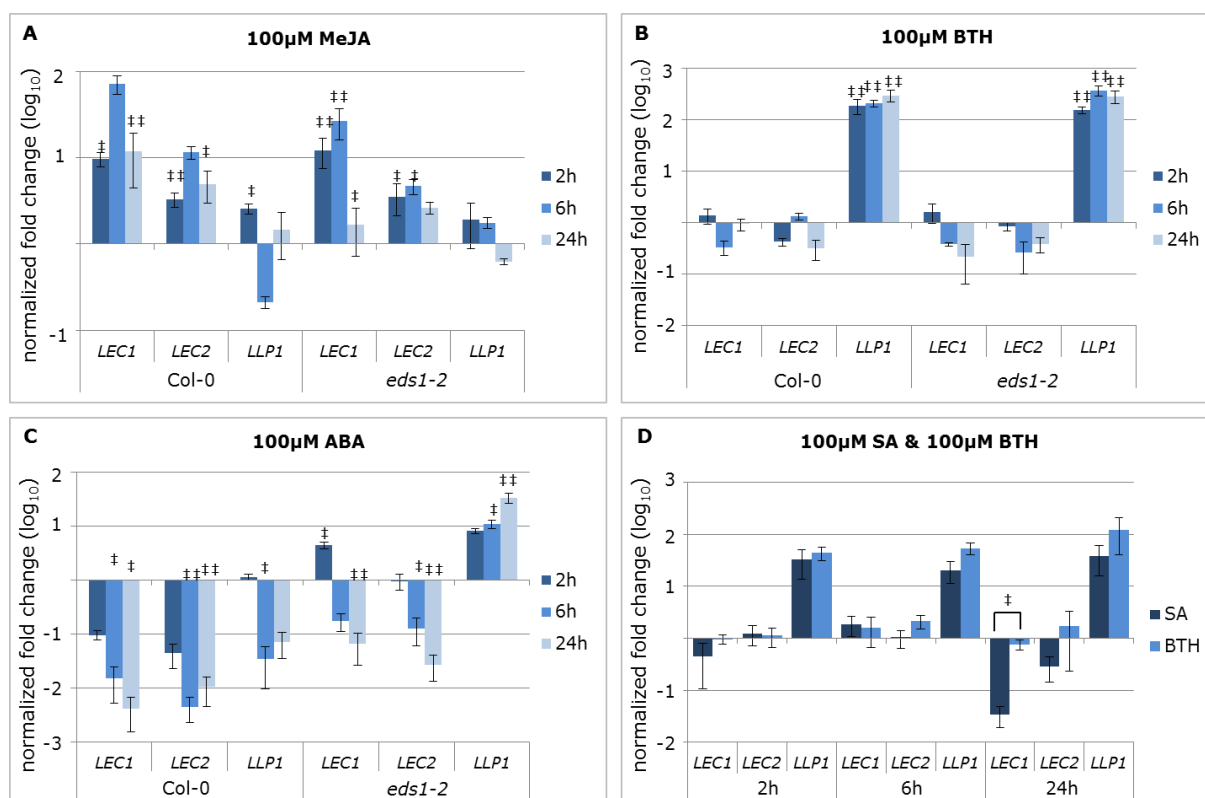 A
100µM MeJA
normalized fold change (log10)
2
1
-1
‡ ‡‡ ‡‡ ‡ ‡ ‡‡ ‡‡ ‡ ‡‡ ‡
2h
6h
24h
LEC1 LEC2 LLP1 LEC1 LEC2 LLP1
Col-0 eds1-2
B
100µM BTH
normalized fold change (log10)
3
2
1
-1
-2
‡‡ ‡‡ ‡‡ ‡‡ ‡‡ ‡‡
2h
6h
24h
LEC1 LEC2 LLP1 LEC1 LEC2 LLP1
Col-0 eds1-2
C
100µM ABA
normalized fold change (log10)
2
1
-1
-2
-3
‡ ‡ ‡‡ ‡‡ ‡ ‡ ‡‡ ‡ ‡‡ ‡ ‡‡
2h
6h
24h
LEC1 LEC2 LLP1 LEC1 LEC2 LLP1
Col-0 eds1-2
D
100µM SA & 100µM BTH
normalized fold change (log10)
3
2
1
-1
-2
‡
SA
BTH
LEC1 LEC2 LLP1 LEC1 LEC2 LLP1 LEC1 LEC2 LLP1
2h 6h 24h